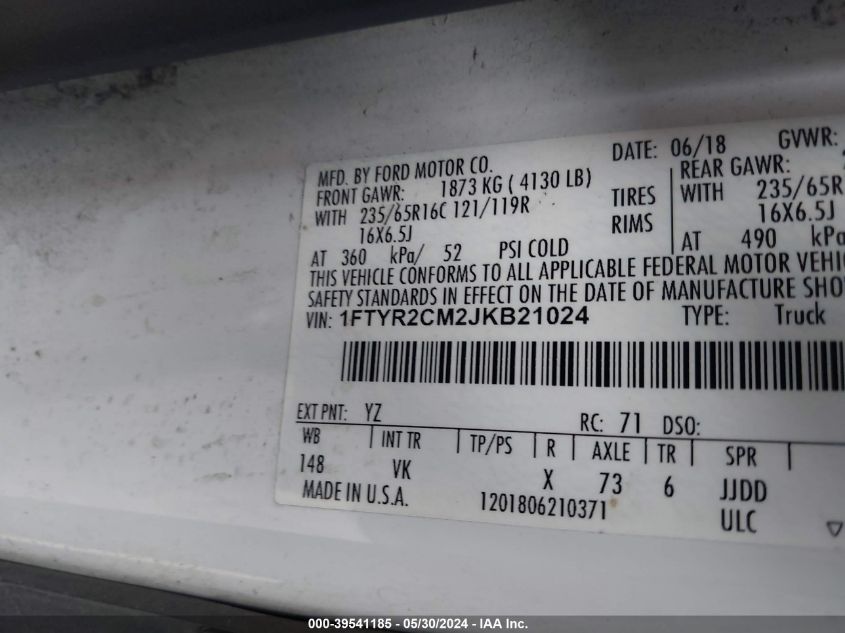 MFD. BY FORD MOTOR CO. DATE: 06/18 GVWR:
FRONT GAWR: 1873 KG ( 4130 LB) REAR GAWR:
WITH 235/65R16C 121/119R TIRES WITH 235/65R
16X6.5J RIMS 16X6.5J
AT 360 kPa/ 52 PSI COLD AT 490 kPa
THIS VEHICLE CONFORMS TO ALL APPLICABLE FEDERAL MOTOR VEHI
SAFETY STANDARDS IN EFFECT ON THE DATE OF MANUFACTURE SHO
VIN: 1FTYR2CM2JKB21024 TYPE: Truck
EXT PNT: YZ RC: 71 DSO:
WB INT TR TP/PS R AXLE TR SPR
148 VK X 73 6 JJDD
MADE IN U.S.A. 1201806210371 ULC
000-39541185 - 05/30/2024 - IAA Inc.